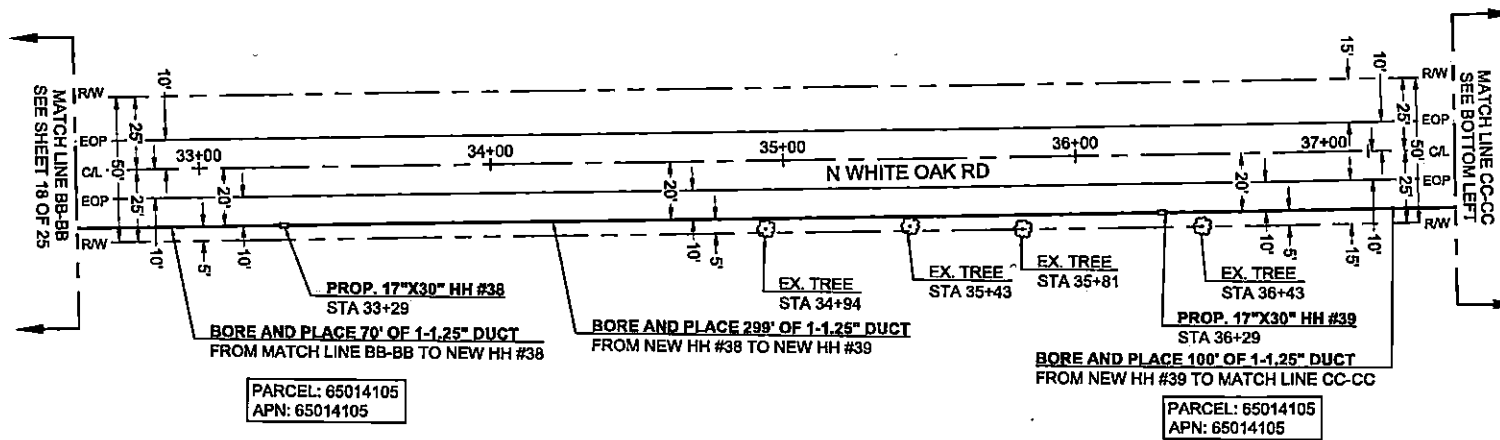 MATCH LINE BB-BB
SEE SHEET 18 OF 25
R/W
EOP
C/L
EOP
R/W
50'
25'
25'
10'
10'
5'
20'
10'
33+00
34+00
35+00
36+00
37+00
N WHITE OAK RD
20'
10'
5'
20'
10'
5'
15'
10'
15'
10'
R/W
EOP
C/L
EOP
R/W
25'
50'
25'
MATCH LINE CC-CC
SEE BOTTOM LEFT
PROP. 17"X30" HH #38
STA 33+29
BORE AND PLACE 70' OF 1-1.25" DUCT
FROM MATCH LINE BB-BB TO NEW HH #38
PARCEL: 65014105
APN: 65014105
BORE AND PLACE 299' OF 1-1.25" DUCT
FROM NEW HH #38 TO NEW HH #39
EX. TREE
STA 34+94
EX. TREE
STA 35+43
EX. TREE
STA 35+81
EX. TREE
STA 36+43
PROP. 17"X30" HH #39
STA 36+29
BORE AND PLACE 100' OF 1-1.25" DUCT
FROM NEW HH #39 TO MATCH LINE CC-CC
PARCEL: 65014105
APN: 65014105